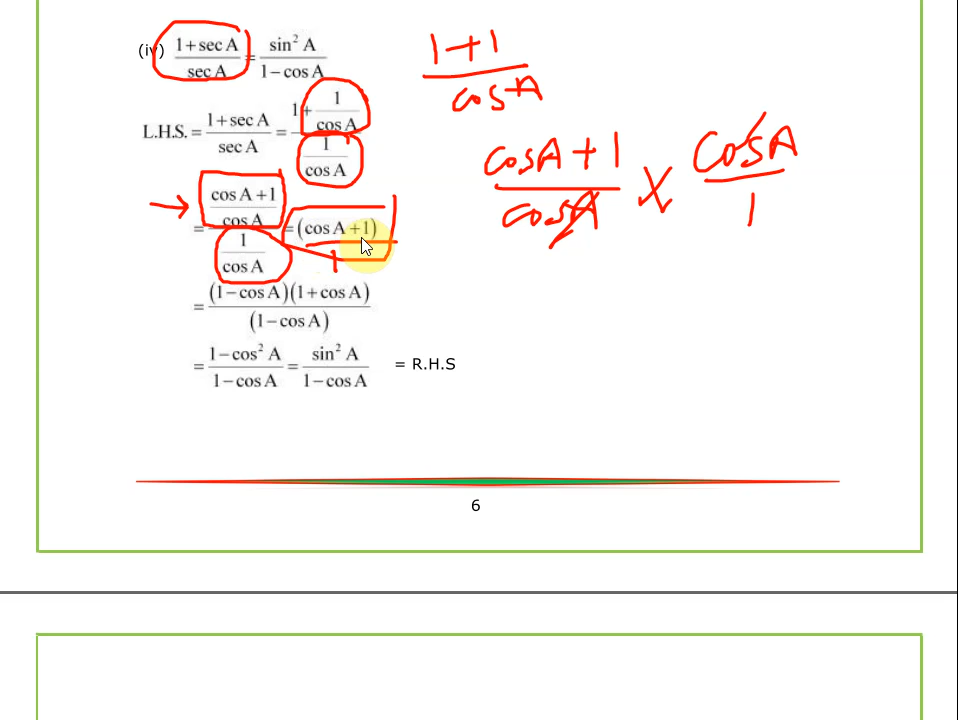 (iv) (1+sec A)/(sec A) = (sin² A)/(1−cos A)
L.H.S. = (1+sec A)/(sec A) = (1+ 1/(cos A))/(1/(cos A))
= ((cos A+1)/(cos A))/(1/(cos A)) = (cos A+1)
1
= ((1−cos A)(1+cos A))/((1−cos A))
= (1−cos² A)/(1−cos A) = (sin² A)/(1−cos A) = R.H.S
1+1
cosA
cosA+1 × cosA
cosA 1
6